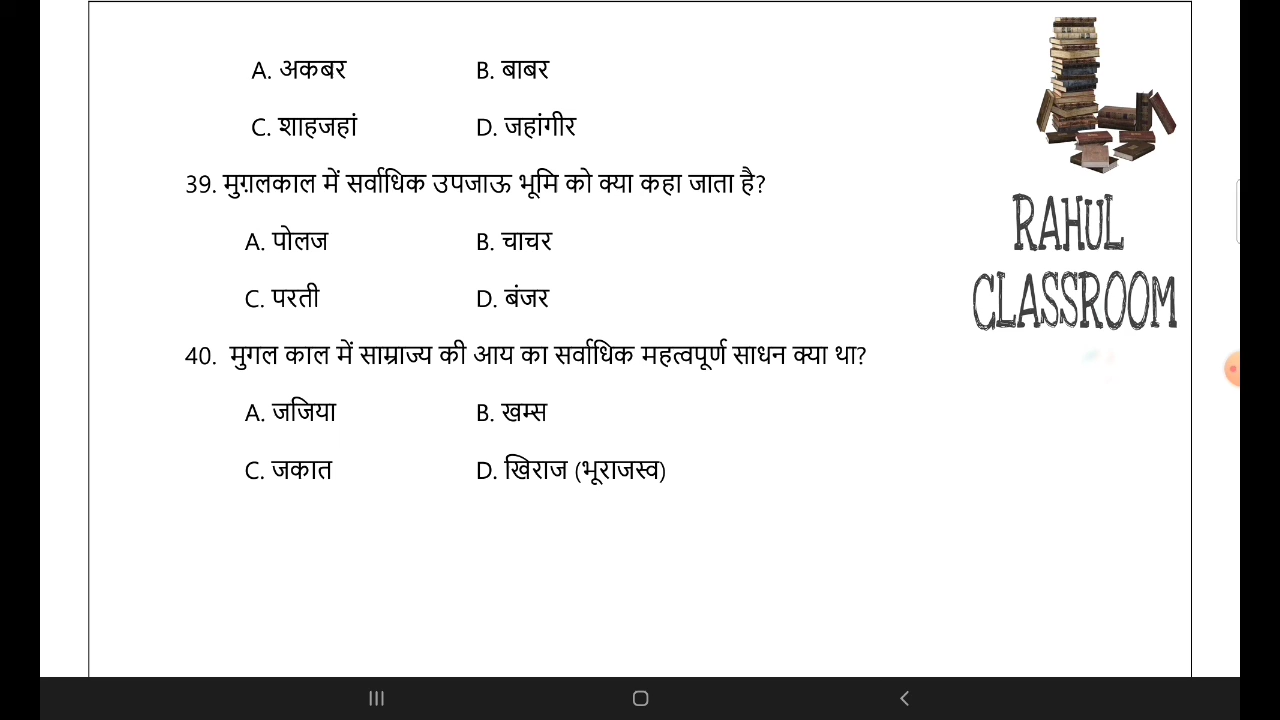 A. अकबर B. बाबर
C. शाहजहां D. जहांगीर
39. मुग़लकाल में सर्वाधिक उपजाऊ भूमि को क्या कहा जाता है?
A. पोलज B. चाचर
C. परती D. बंजर
40. मुगल काल में साम्राज्य की आय का सर्वाधिक महत्वपूर्ण साधन क्या था?
A. जजिया B. खम्स
C. जकात D. खिराज (भूराजस्व)
RAHUL
CLASSROOM